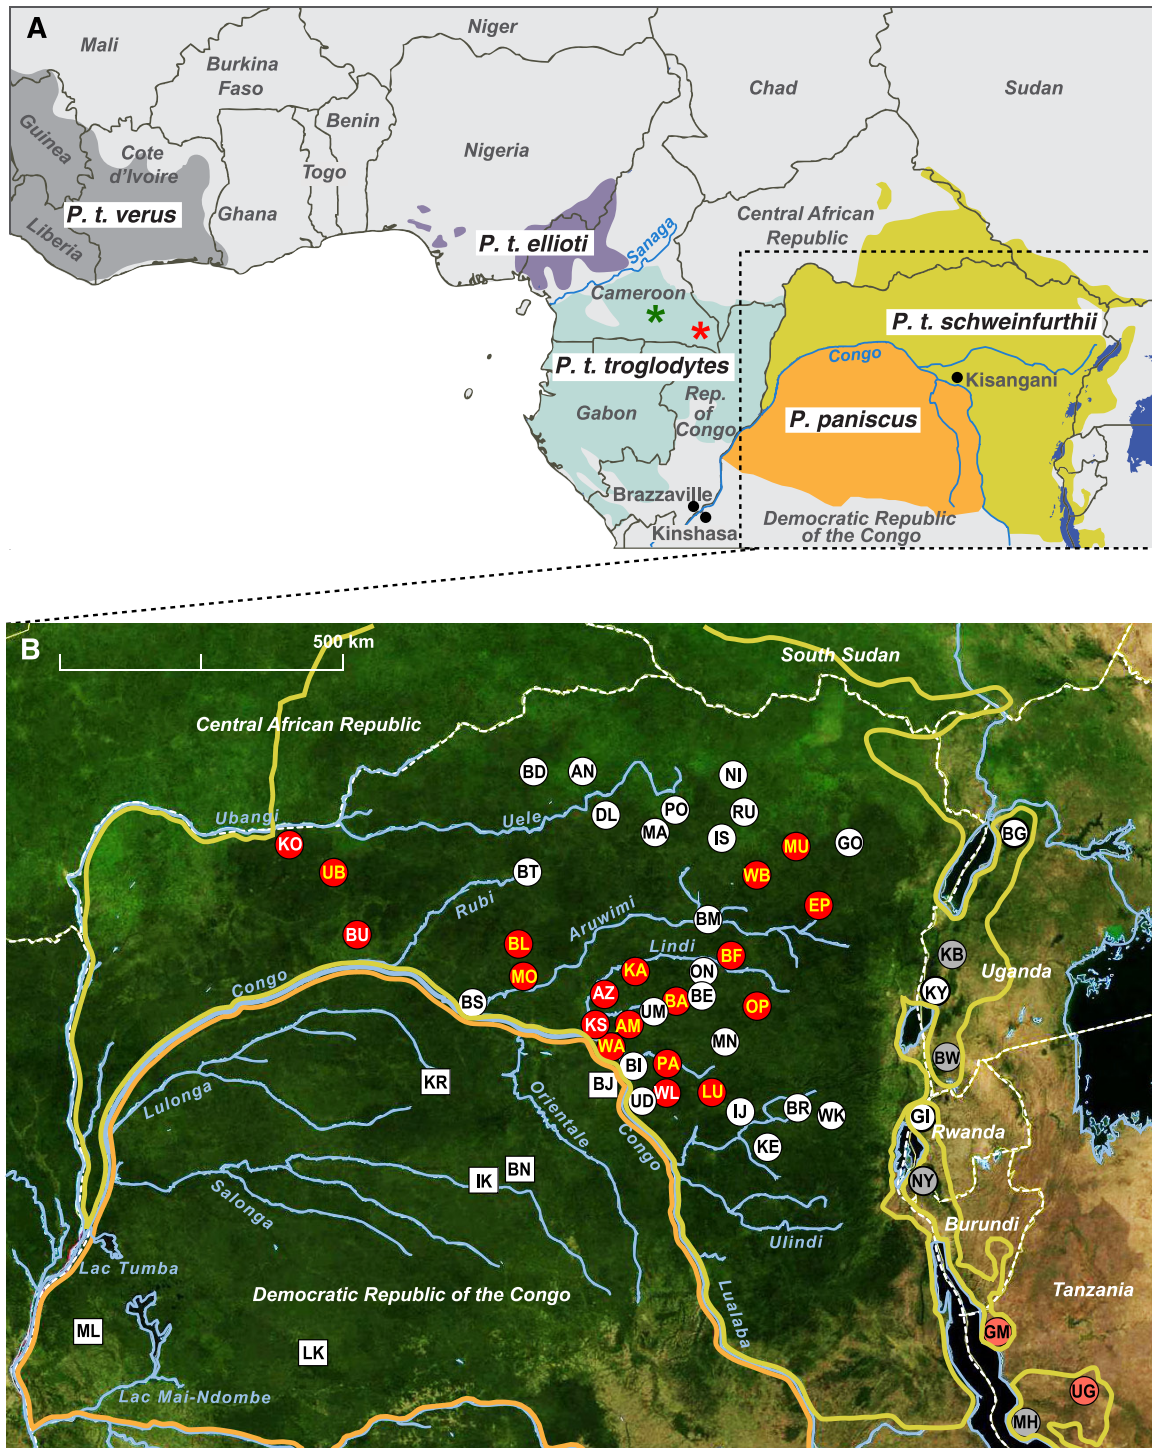 A
Mali
Niger
Burkina
Faso
Chad
Sudan
Guinea
Benin
Cote
d'Ivoire
Nigeria
Togo
P. t. verus
Ghana
Liberia
Central African
Republic
P. t. ellioti
Sanaga
Cameroon
*
*
P. t. schweinfurthii
P. t. troglodytes
Congo
Kisangani
Rep.
of
Congo
Gabon
P. paniscus
Brazzaville
Kinshasa
Democratic Republic
of the Congo
B
500 km
South Sudan
Central African Republic
BD
AN
NI
Ubangi
Uele
DL
PO
RU
MA
IS
KO
MU
GO
BG
UB
BT
WB
Rubi
EP
Aruwimi
BM
BU
BL
Lindi
BF
KB
Uganda
MO
KA
ON
Congo
AZ
BA
BE
KY
BS
UM
OP
KS
AM
WA
MN
BW
BI
PA
KR
BJ
Lulonga
Orientale
UD
WL
LU
IJ
BR
WK
GI
Rwanda
Congo
KE
IK
BN
NY
Salonga
Burundi
Ulindi
Lac Tumba
Democratic Republic of the Congo
Lualaba
Tanzania
ML
GM
LK
Lac Mai-Ndombe
UG
MH